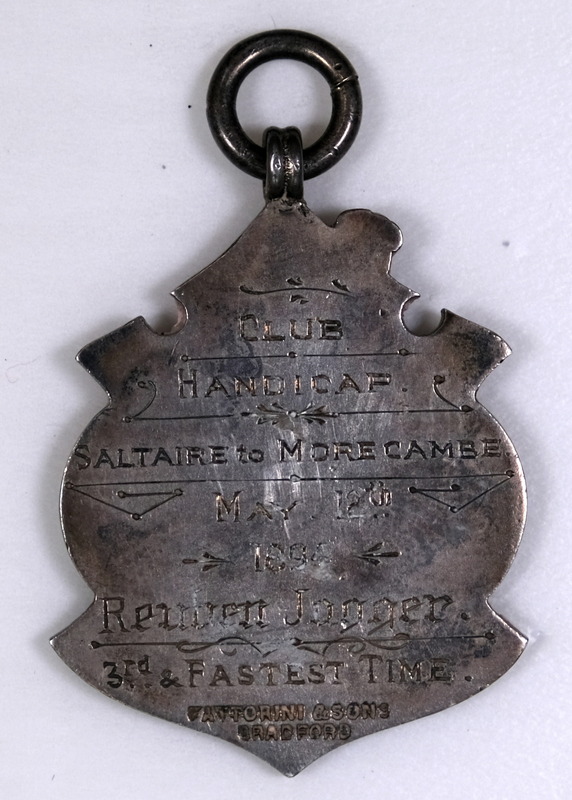 CLUB
HANDICAP.
SALTAIRE to MORECAMBE.
MAY 12th
Reuben Jagger.
3rd. & FASTEST TIME.
FATTORINI & SONS
BRADFORD